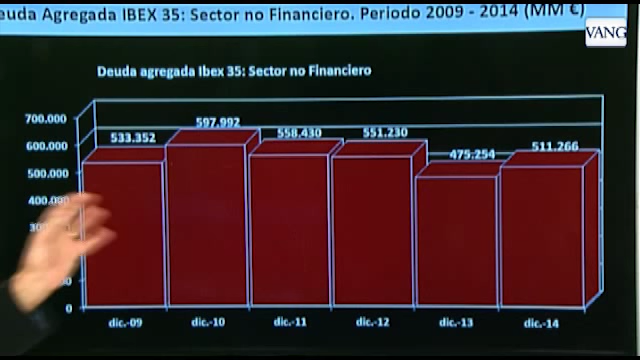 euda Agregada IBEX 35: Sector no Financiero. Periodo 2009 - 2014 (MM €)
VANG
Deuda agregada Ibex 35: Sector no Financiero
700.000
600.000
500.000
400.000
0
533.352
597.992
558.430
551.230
475.254
511.266
dic.-09
dic.-10
dic.-11
dic.-12
dic.-13
dic.-14